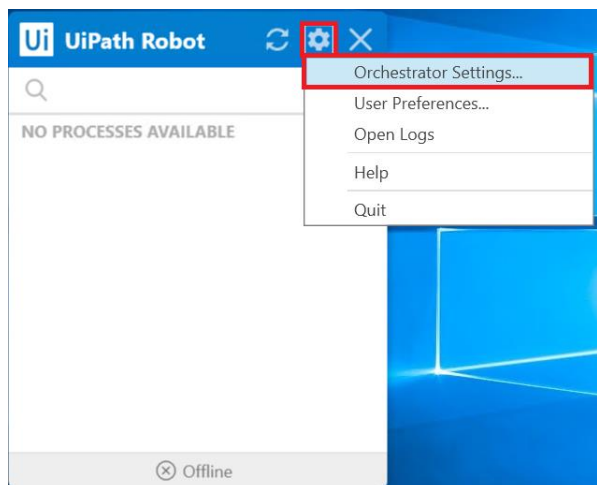 Ui UiPath Robot
Orchestrator Settings...
User Preferences...
NO PROCESSES AVAILABLE
Open Logs
Help
Quit
Offline